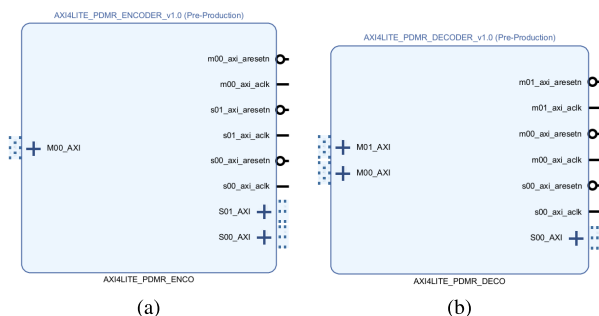 AXI4LITE_PDMR_ENCODER_v1.0 (Pre-Production)
m00_axi_aresetn
m00_axi_aclk
s01_axi_aresetn
s01_axi_aclk
s00_axi_aresetn
s00_axi_aclk
M00_AXI
S01_AXI
S00_AXI
AXI4LITE_PDMR_ENCO
(a)
AXI4LITE_PDMR_DECODER_v1.0 (Pre-Production)
m01_axi_aresetn
m01_axi_aclk
m00_axi_aresetn
m00_axi_aclk
s00_axi_aresetn
s00_axi_aclk
M01_AXI
M00_AXI
S00_AXI
AXI4LITE_PDMR_DECO
(b)